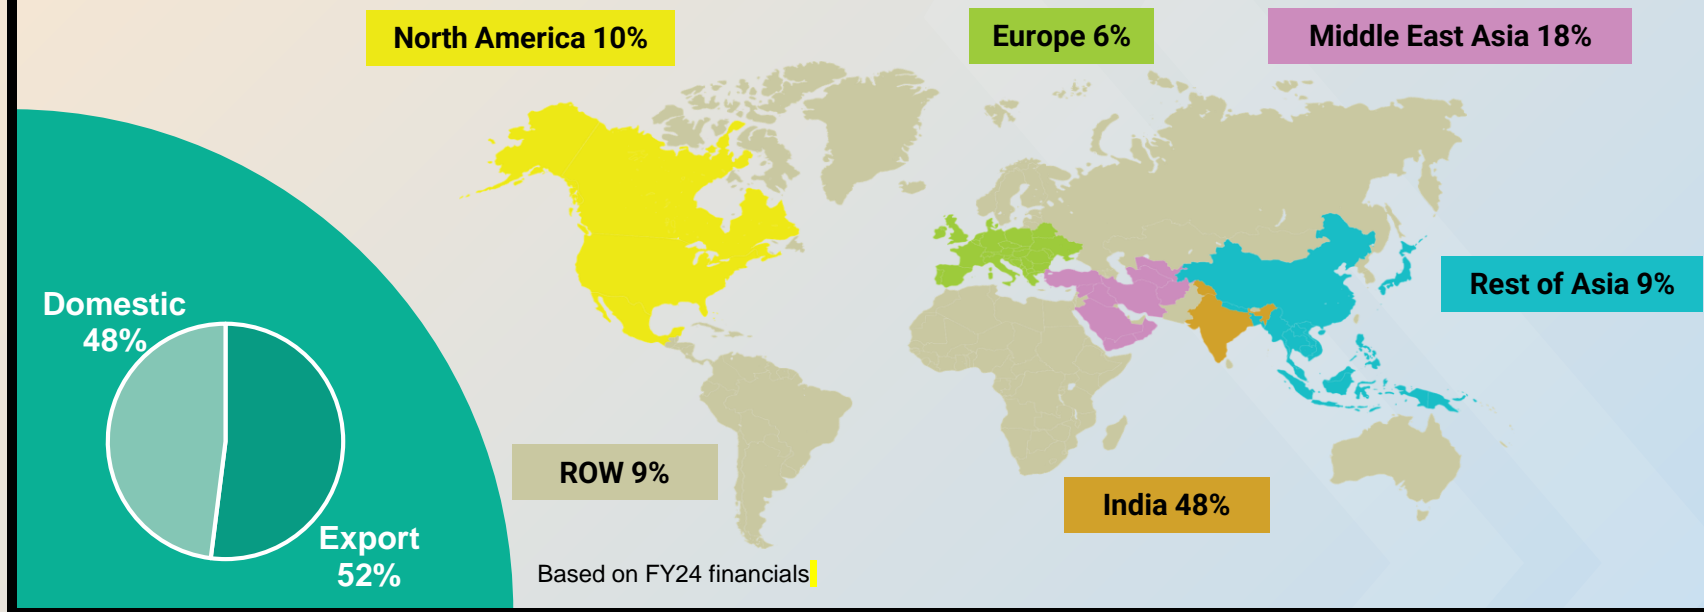 North America 10%
Europe 6%
Middle East Asia 18%
Rest of Asia 9%
Domestic
48%
ROW 9%
India 48%
Export
52%
Based on FY24 financials